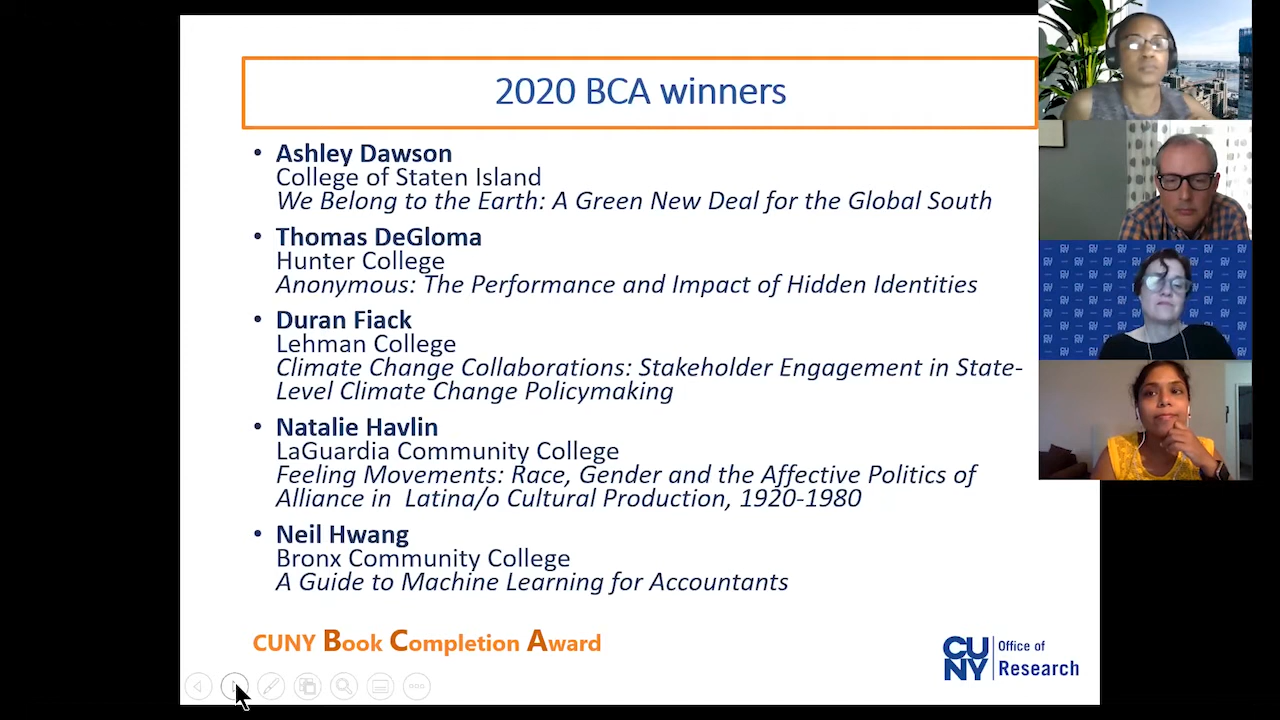 2020 BCA winners
• Ashley Dawson
College of Staten Island
We Belong to the Earth: A Green New Deal for the Global South
• Thomas DeGloma
Hunter College
Anonymous: The Performance and Impact of Hidden Identities
• Duran Fiack
Lehman College
Climate Change Collaborations: Stakeholder Engagement in State-
Level Climate Change Policymaking
• Natalie Havlin
LaGuardia Community College
Feeling Movements: Race, Gender and the Affective Politics of
Alliance in Latina/o Cultural Production, 1920-1980
• Neil Hwang
Bronx Community College
A Guide to Machine Learning for Accountants
CUNY Book Completion Award
CU
NY
Office of
Research